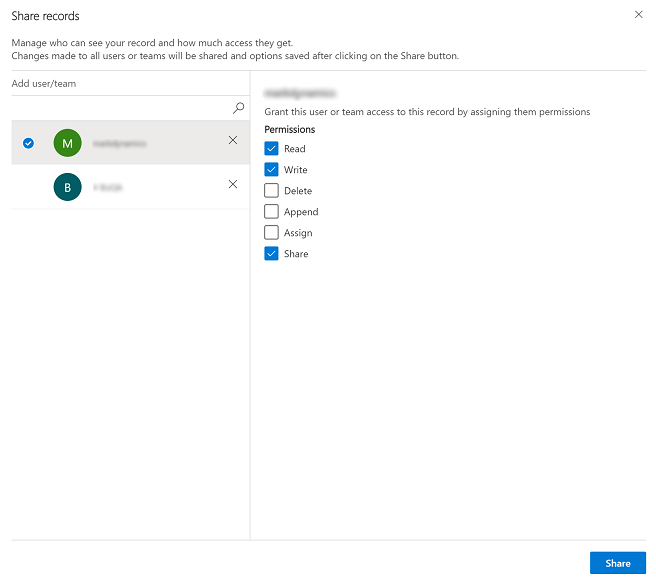 Share records
Manage who can see your record and how much access they get.
Changes made to all users or teams will be shared and options saved after clicking on the Share button.
Add user/team
M
B
Grant this user or team access to this record by assigning them permissions
Permissions
Read
Write
Delete
Append
Assign
Share
Share